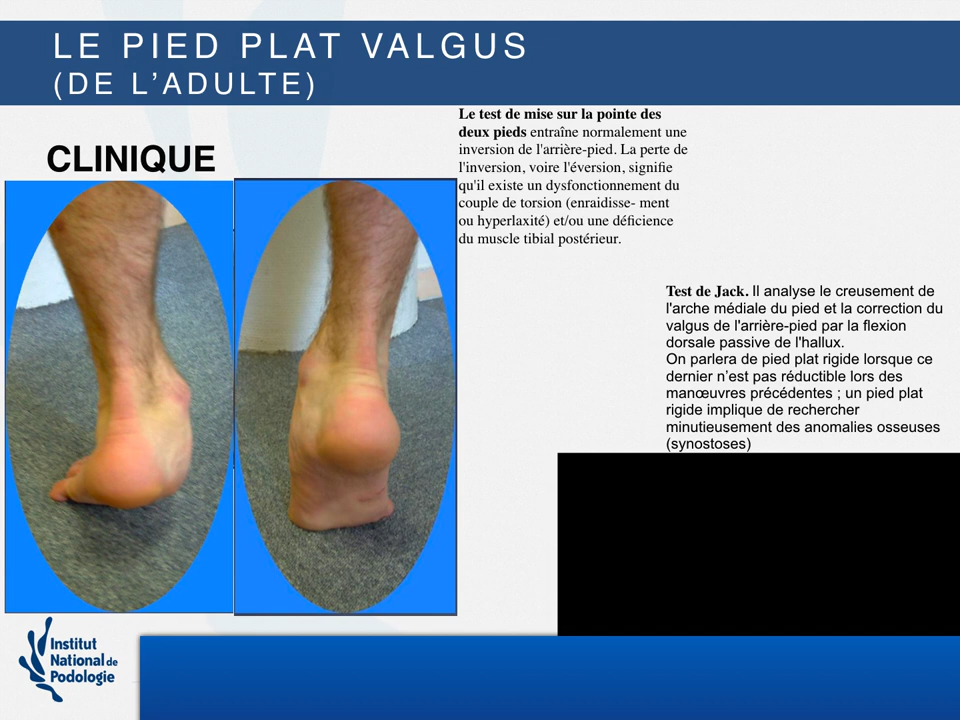 LE PIED PLAT VALGUS
(DE L’ADULTE)
CLINIQUE
Le test de mise sur la pointe des
deux pieds entraîne normalement une
inversion de l'arrière-pied. La perte de
l'inversion, voire l'éversion, signifie
qu'il existe un dysfonctionnement du
couple de torsion (enraidisse- ment
ou hyperlaxité) et/ou une déficience
du muscle tibial postérieur.
Test de Jack. Il analyse le creusement de
l'arche médiale du pied et la correction du
valgus de l'arrière-pied par la flexion
dorsale passive de l'hallux.
On parlera de pied plat rigide lorsque ce
dernier n’est pas réductible lors des
manœuvres précédentes ; un pied plat
rigide implique de rechercher
minutieusement des anomalies osseuses
(synostoses)
Institut
National de
Podologie